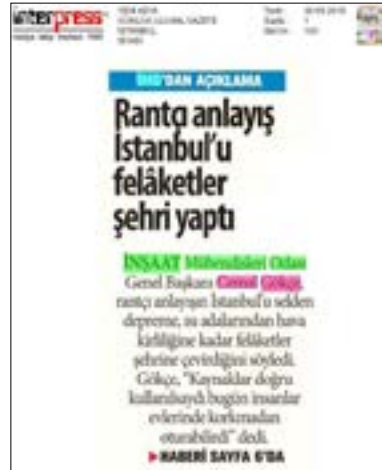 interpress
İMO'DAN AÇIKLAMA
Rantçı anlayış
İstanbul'u
felâketler
şehri yaptı
İNŞAAT Mühendisleri Odası
Genel Başkanı Cemal Gökçe,
rantçı anlayışın İstanbul'u selden
depreme, ısı adalarından hava
kirliliğine kadar felâketler
şehrine çevirdiğini söyledi.
Gökçe, "Kaynaklar doğru
kullanılsaydı bugün insanlar
evlerinde korkmadan
oturabilirdi" dedi.
▶HABERİ SAYFA 6'DA